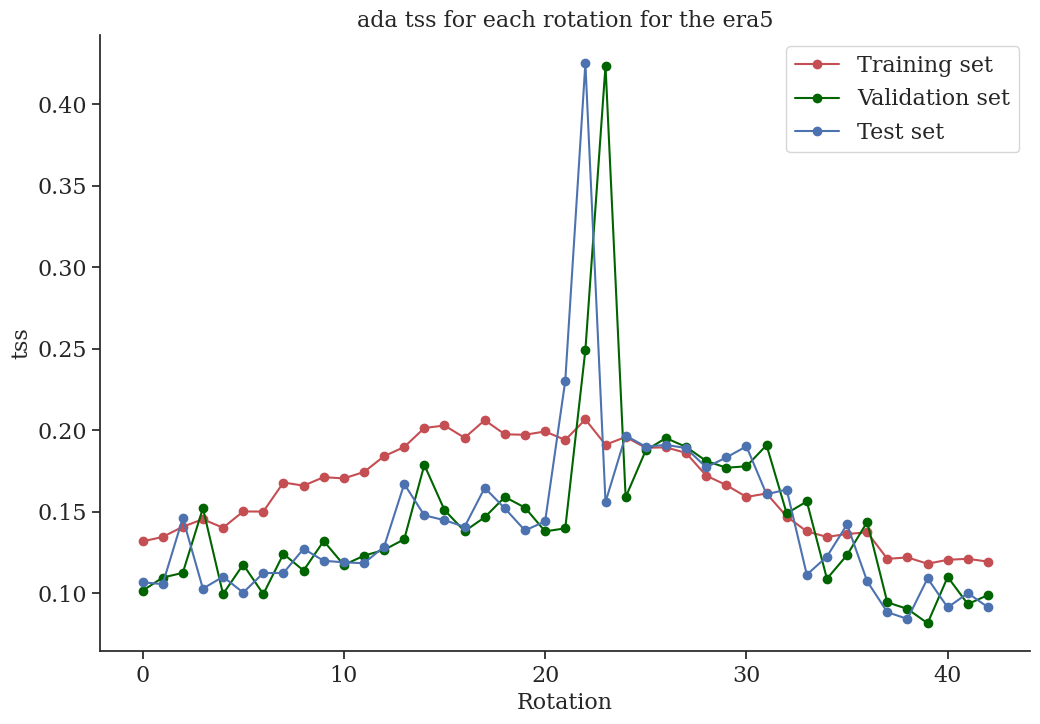 ada tss for each rotation for the era5
Training set
Validation set
Test set
tss
0.40
0.35
0.30
0.25
0.20
0.15
0.10
0 10 20 30 40
Rotation